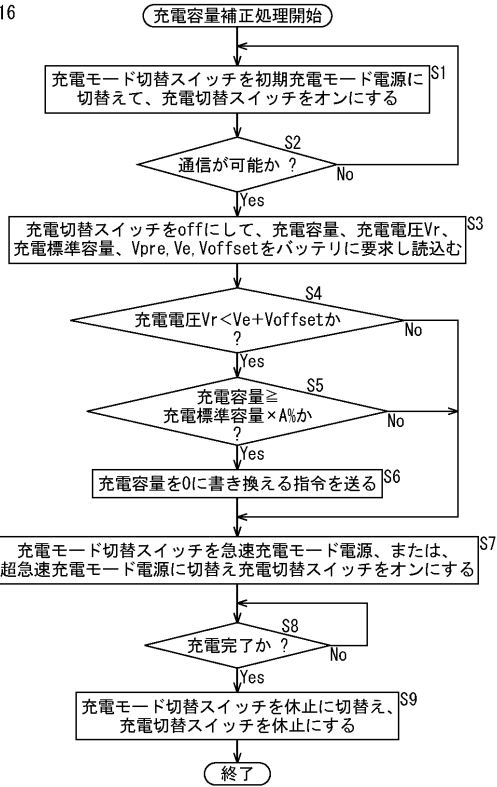 16
充電容量補正処理開始
充電モード切替スイッチを初期充電モード電源に
切替えて、充電切替スイッチをオンにする
S1
S2
通信が可能か ?
No
Yes
充電切替スイッチをoffにして、充電容量、充電電圧Vr、
充電標準容量、Vpre,Ve,Voffsetをバッテリに要求し読込む
S3
S4
充電電圧Vr<Ve+Voffsetか
?
No
Yes
S5
充電容量≧
充電標準容量×A%か
?
No
Yes
充電容量を0に書き換える指令を送る
S6
充電モード切替スイッチを急速充電モード電源、または、
超急速充電モード電源に切替え充電切替スイッチをオンにする
S7
S8
充電完了か ?
No
Yes
充電モード切替スイッチを休止に切替え、
充電切替スイッチを休止にする
S9
終了